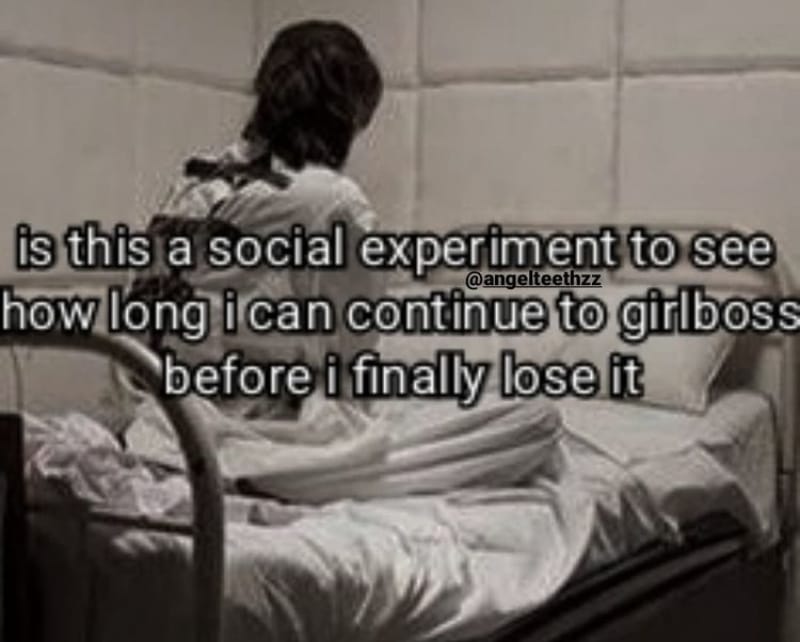 is this a social experiment to see
@angelteethzz
how long i can continue to girlboss
before i finally lose it